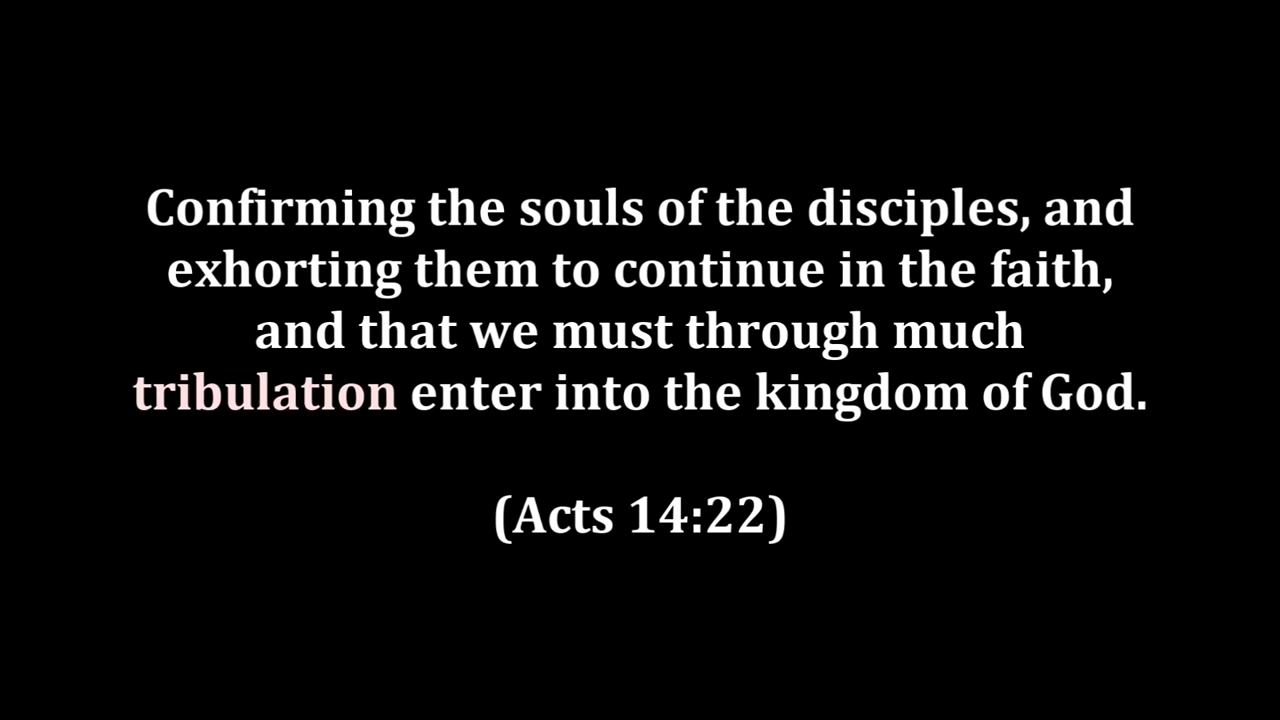 Confirming the souls of the disciples, and
exhorting them to continue in the faith,
and that we must through much
tribulation enter into the kingdom of God.
(Acts 14:22)